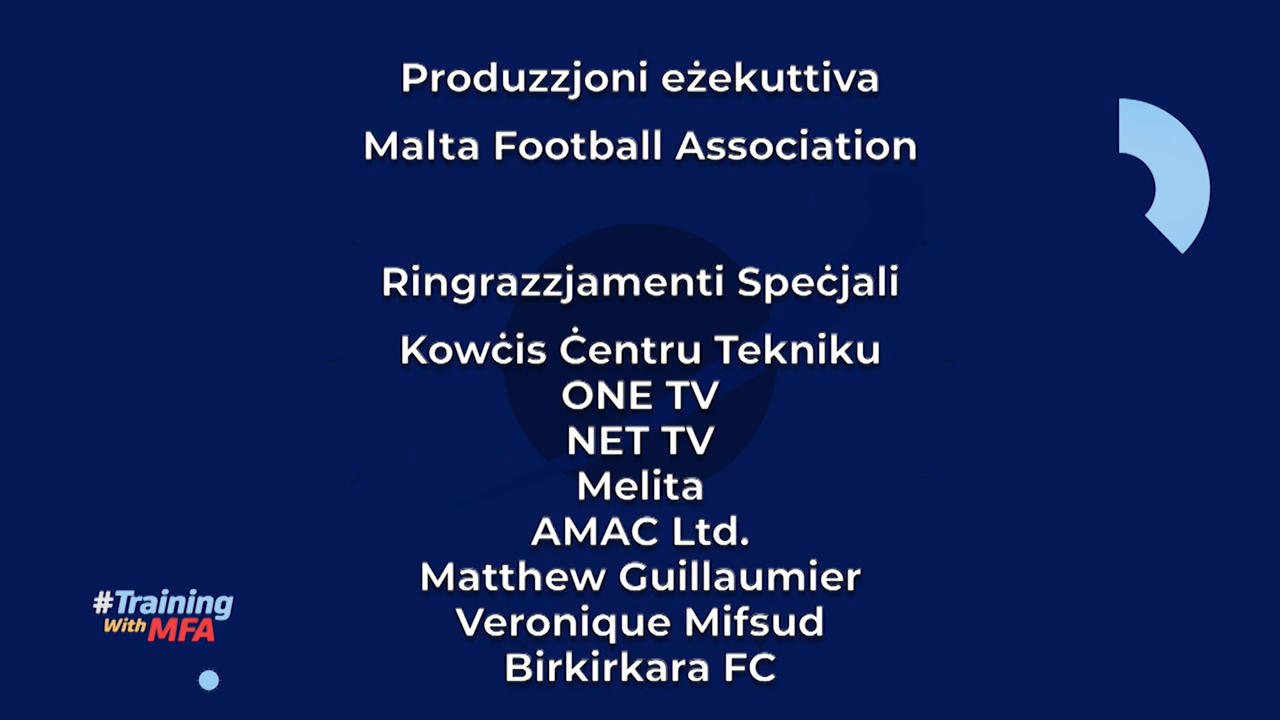 Produzzjoni eżekuttiva
Malta Football Association
Ringrazzjamenti Speċjali
Kowċis Ċentru Tekniku
ONE TV
NET TV
Melita
AMAC Ltd.
Matthew Guillaumier
Veronique Mifsud
Birkirkara FC
#Training
With MFA